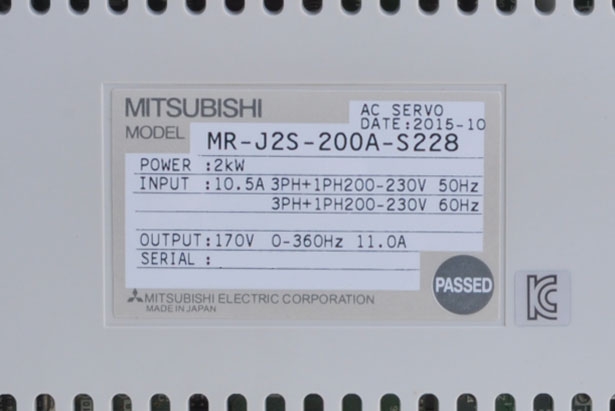 MITSUBISHI
AC SERVO
DATE:2015-10
MODEL MR-J2S-200A-S228
POWER :2kW
INPUT :10.5A 3PH+1PH200-230V 50Hz
3PH+1PH200-230V 60Hz
OUTPUT:170V 0-360Hz 11.0A
SERIAL :
PASSED
MITSUBISHI ELECTRIC CORPORATION
MADE IN JAPAN
KC